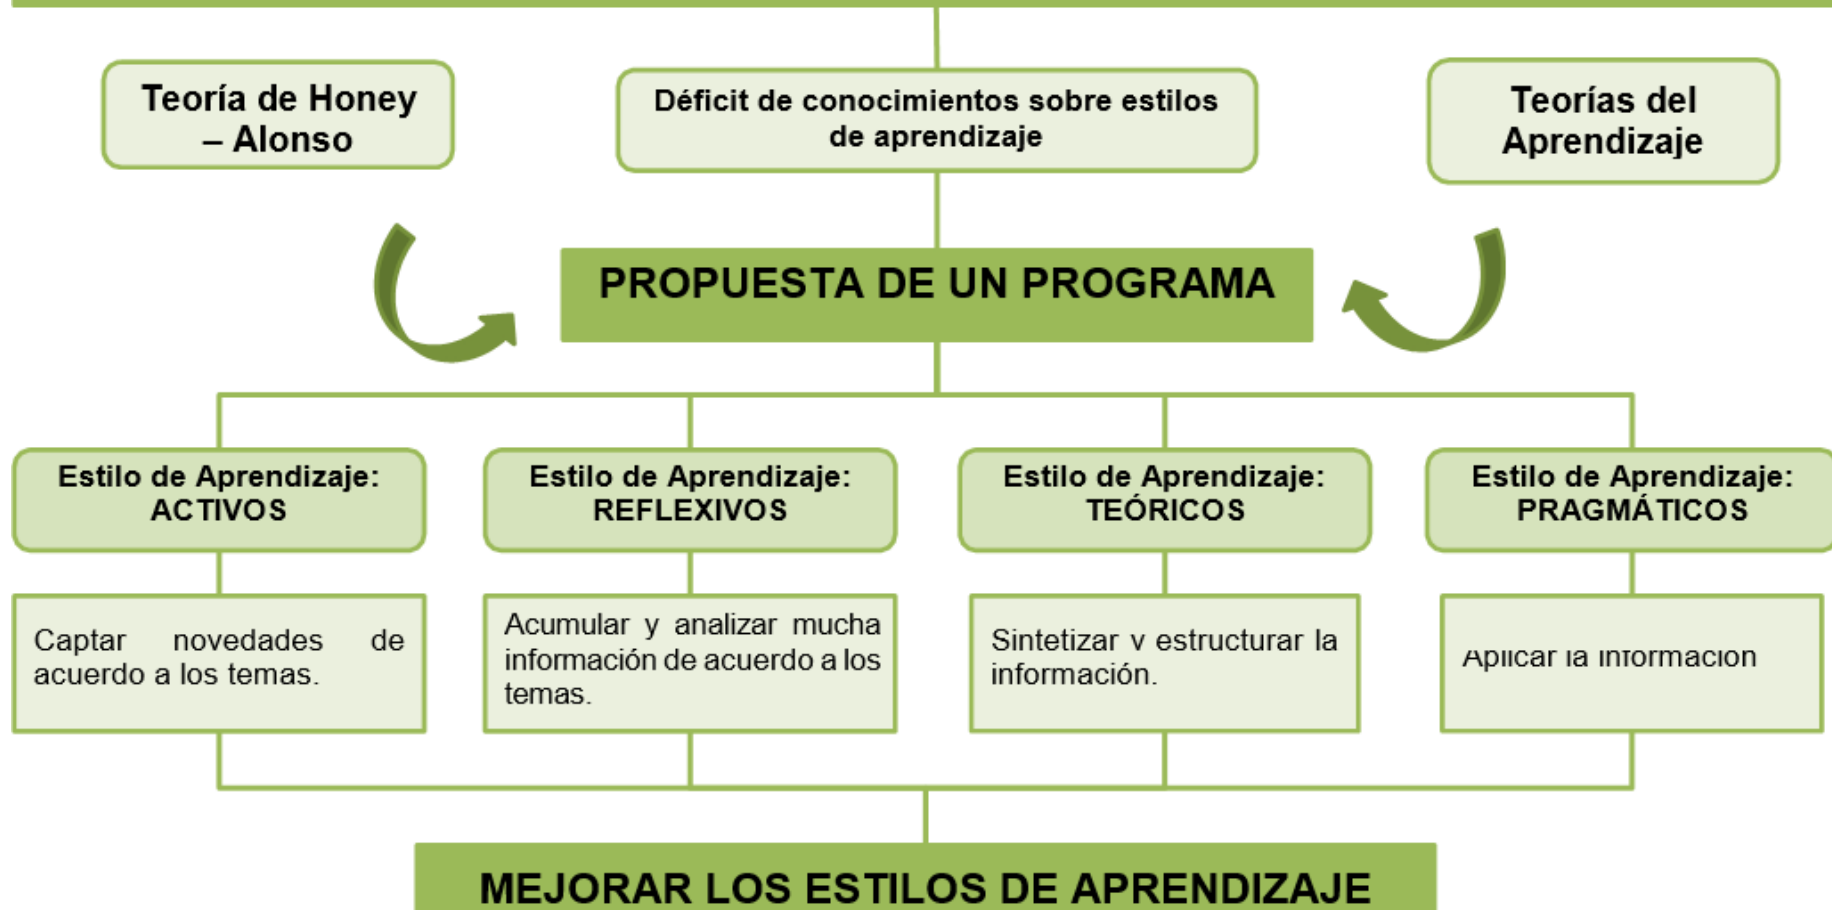 Teoría de Honey
– Alonso
Déficit de conocimientos sobre estilos
de aprendizaje
Teorías del
Aprendizaje
PROPUESTA DE UN PROGRAMA
Estilo de Aprendizaje:
ACTIVOS
Estilo de Aprendizaje:
REFLEXIVOS
Estilo de Aprendizaje:
TEÓRICOS
Estilo de Aprendizaje:
PRAGMÁTICOS
Captar novedades de
acuerdo a los temas.
Acumular y analizar mucha
información de acuerdo a los
temas.
Sintetizar y estructurar la
información.
Aplicar la información
MEJORAR LOS ESTILOS DE APRENDIZAJE